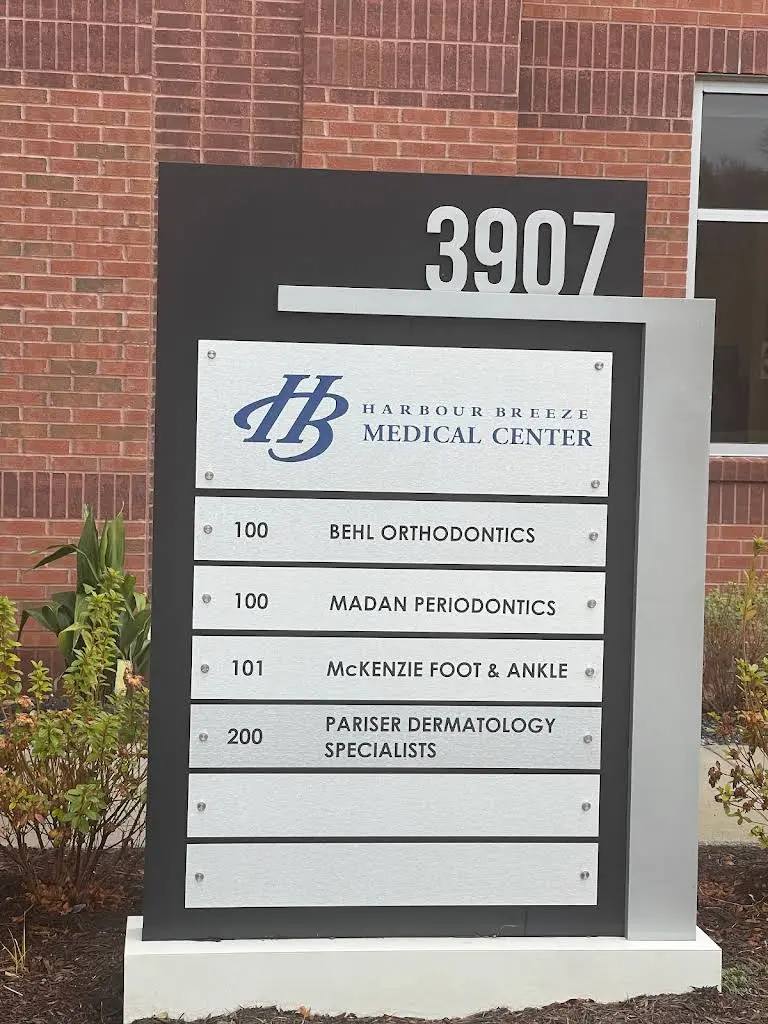 3907
HB
HARBOUR BREEZE
MEDICAL CENTER
100 BEHL ORTHODONTICS
100 MADAN PERIODONTICS
101 McKENZIE FOOT & ANKLE
200 PARISER DERMATOLOGY
SPECIALISTS